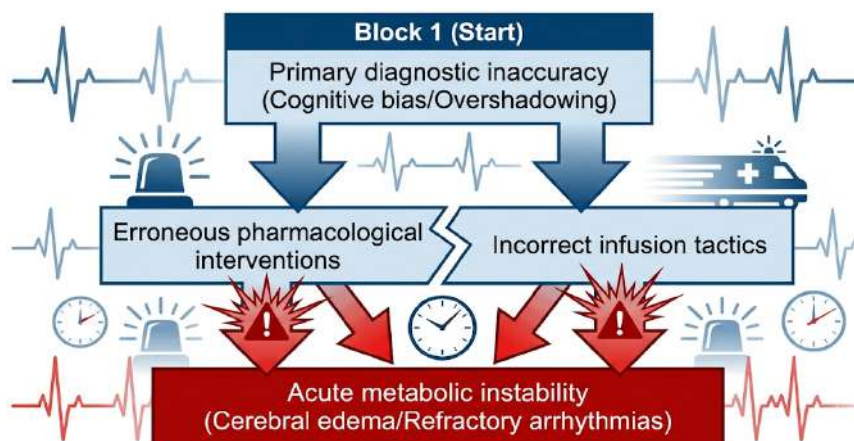 Block 1 (Start)
Primary diagnostic inaccuracy
(Cognitive bias/Overshadowing)
Erroneous pharmacological
interventions
Incorrect infusion tactics
!
!
Acute metabolic instability
(Cerebral edema/Refractory arrhythmias)